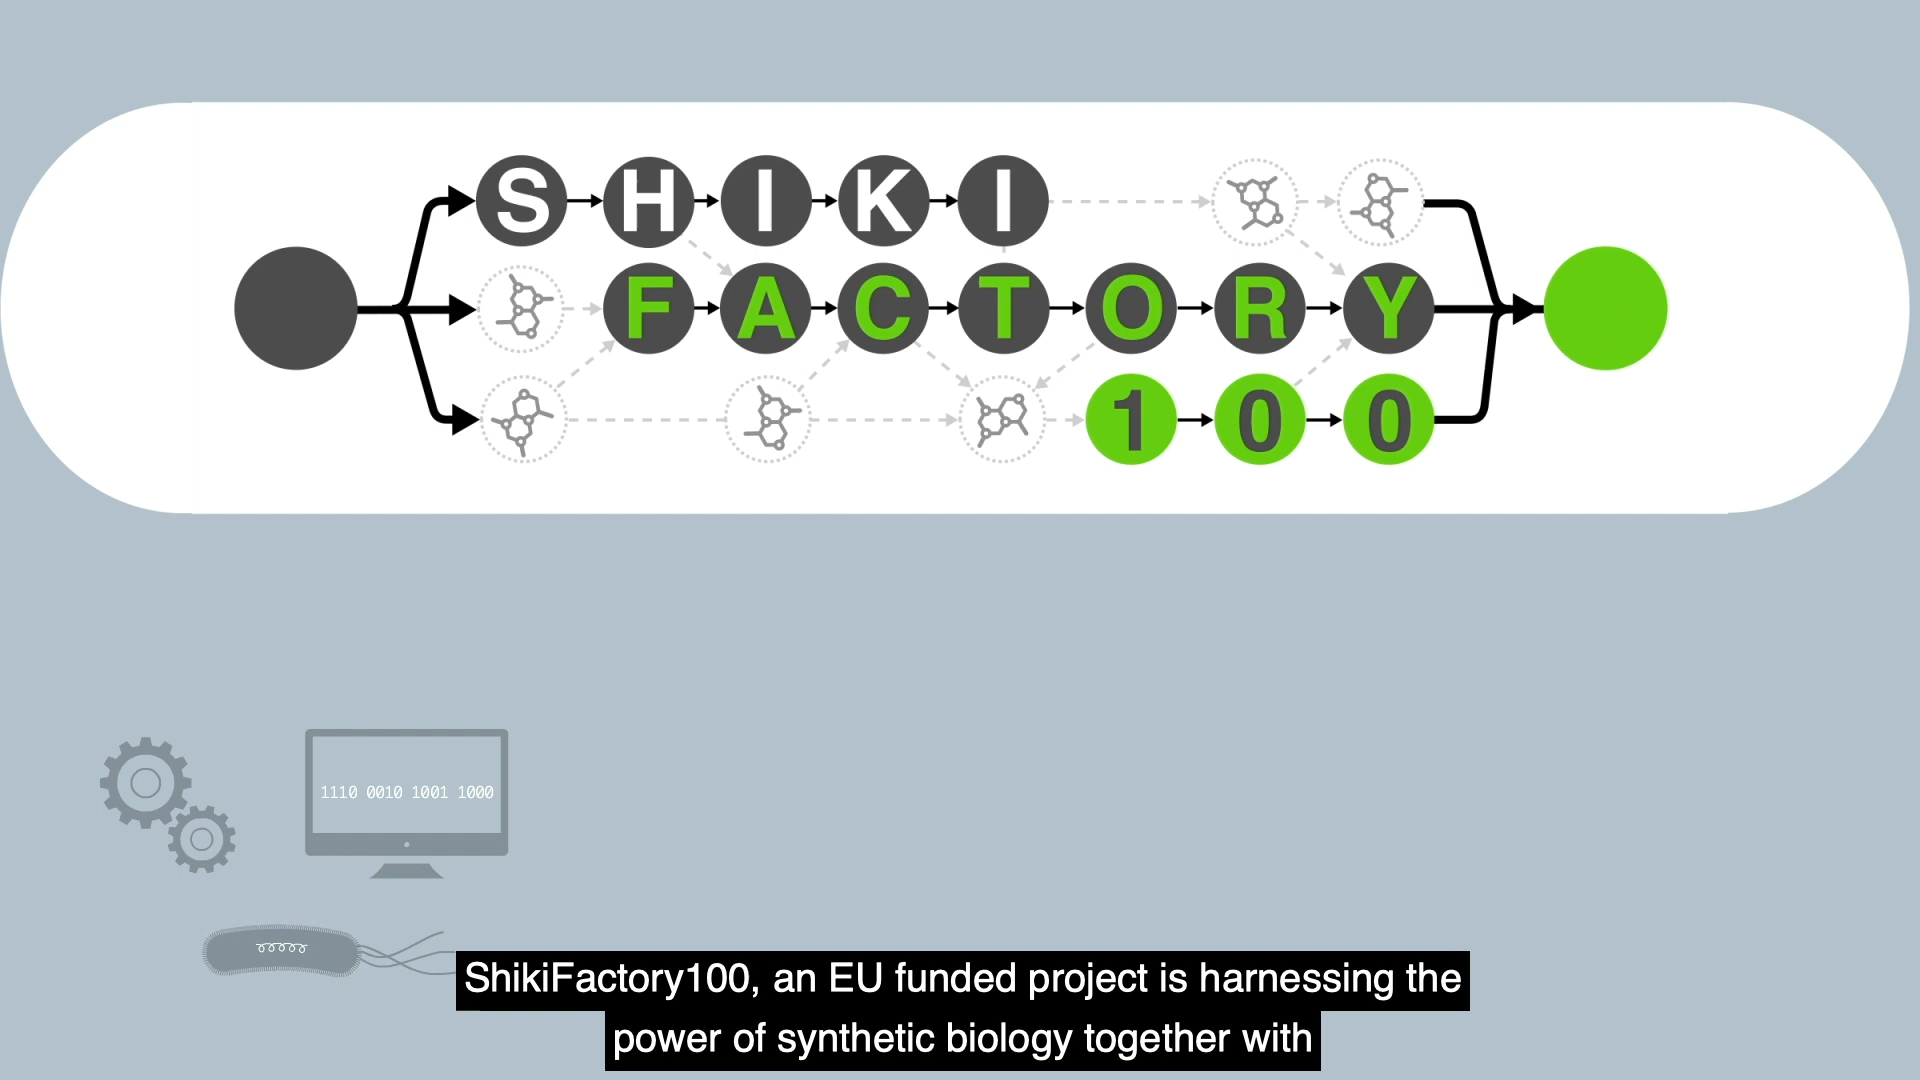 SHIKI
FACTORY
100
1110 0010 1001 1000
ShikiFactory100, an EU funded project is harnessing the
power of synthetic biology together with